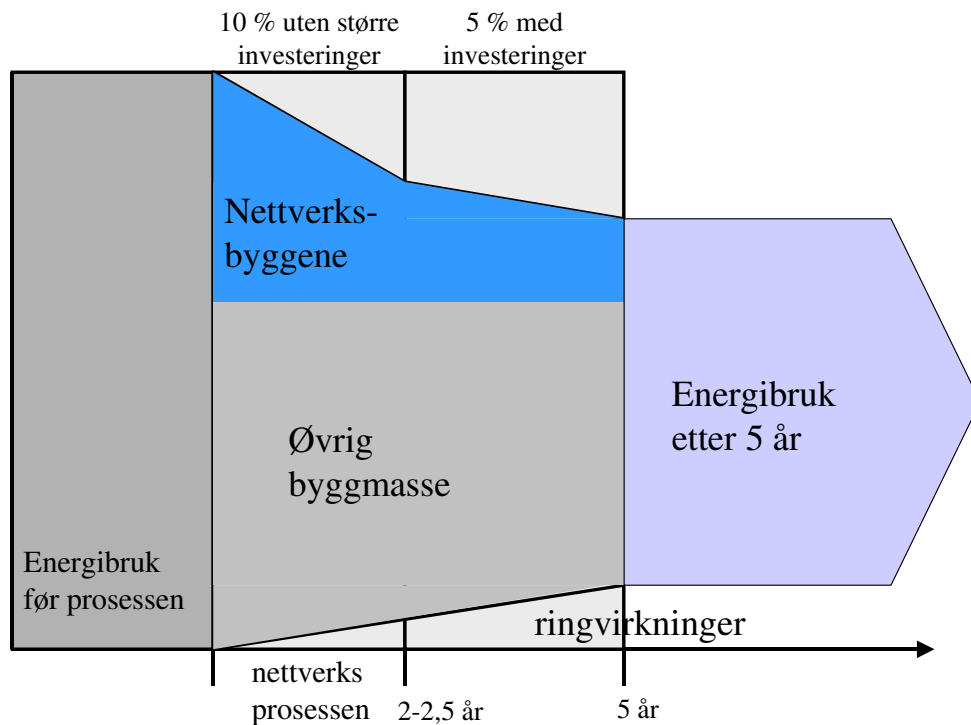 10 % uten større
investeringer
5 % med
investeringer
Nettverks-
byggene
Øvrig
byggmasse
Energibruk
etter 5 år
Energibruk
før prosessen
ringvirkninger
nettverks
prosessen
2-2,5 år
5 år